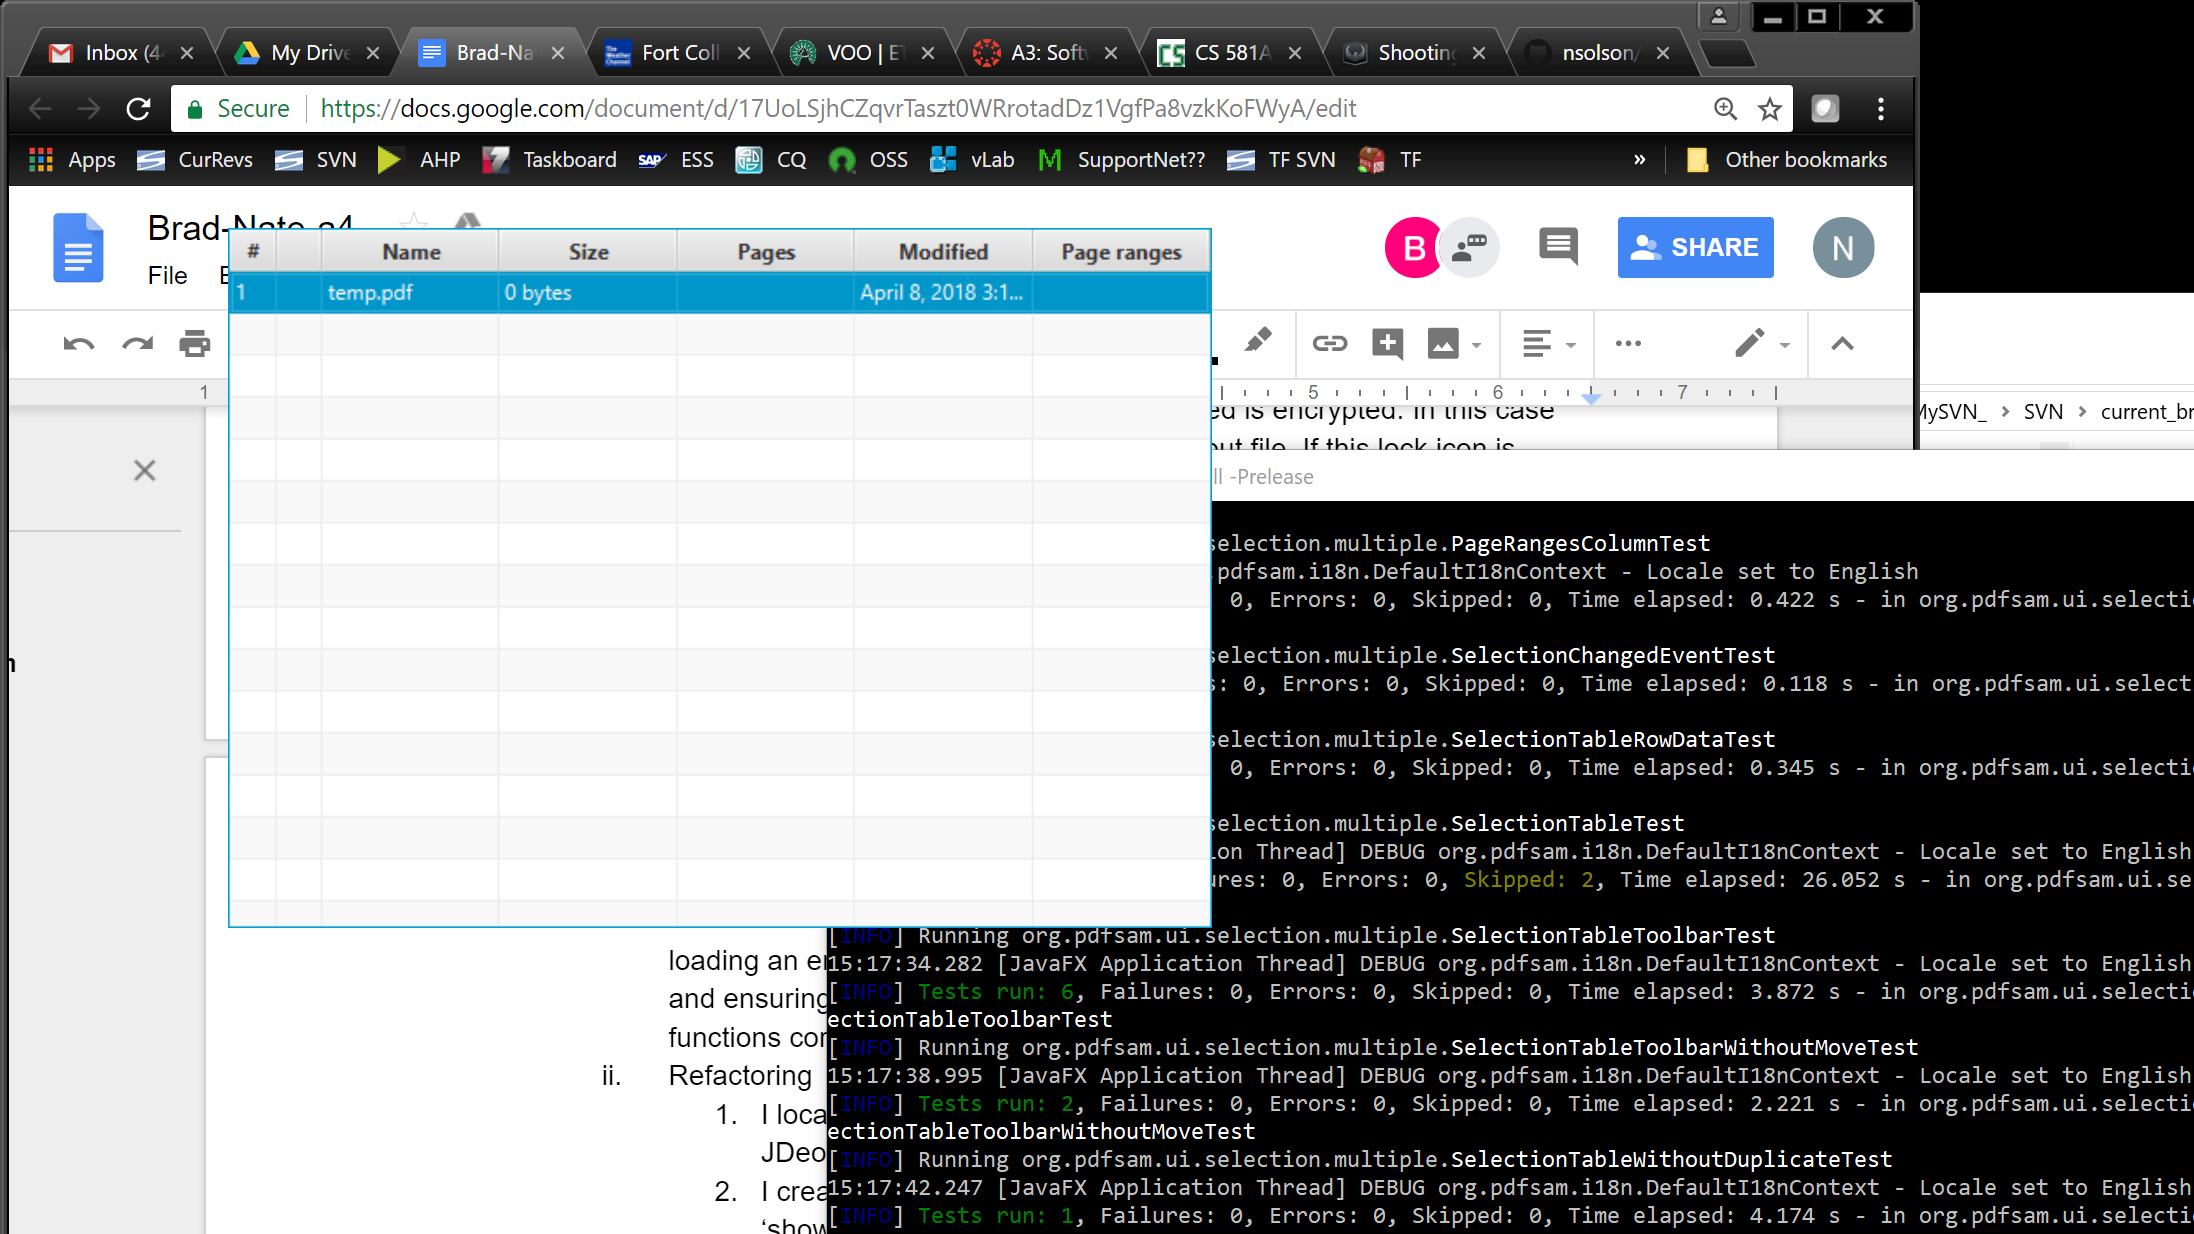 Inbox (4
My Drive
Brad-Na
Fort Coll
VOO | E
A3: Softw
CS 581A
Shooting
nsolson/
Secure https://docs.google.com/document/d/17UoLSjhCZqvrTaszt0WRrotadDz1VgfPa8vzkKoFWyA/edit
Apps CurRevs SVN AHP Taskboard SAP ESS CQ OSS vLab SupportNet?? TF SVN TF » Other bookmarks
Brad-Nate-a4
File
B
SHARE
N
# Name Size Pages Modified Page ranges
1 temp.pdf 0 bytes April 8, 2018 3:1...
1 5 6 7
MySVN_ > SVN > current_br
ed is encrypted. In this case
out file. If this lock icon is
ll -Prelease
selection.multiple.PageRangesColumnTest
.pdfsam.i18n.DefaultI18nContext - Locale set to English
0, Errors: 0, Skipped: 0, Time elapsed: 0.422 s - in org.pdfsam.ui.selecti
selection.multiple.SelectionChangedEventTest
s: 0, Errors: 0, Skipped: 0, Time elapsed: 0.118 s - in org.pdfsam.ui.select
selection.multiple.SelectionTableRowDataTest
0, Errors: 0, Skipped: 0, Time elapsed: 0.345 s - in org.pdfsam.ui.selecti
selection.multiple.SelectionTableTest
ion Thread] DEBUG org.pdfsam.i18n.DefaultI18nContext - Locale set to English
ures: 0, Errors: 0, Skipped: 2, Time elapsed: 26.052 s - in org.pdfsam.ui.se
[INFO] Running org.pdfsam.ui.selection.multiple.SelectionTableToolbarTest
15:17:34.282 [JavaFX Application Thread] DEBUG org.pdfsam.i18n.DefaultI18nContext - Locale set to English
[INFO] Tests run: 6, Failures: 0, Errors: 0, Skipped: 0, Time elapsed: 3.872 s - in org.pdfsam.ui.selecti
ectionTableToolbarTest
[INFO] Running org.pdfsam.ui.selection.multiple.SelectionTableToolbarWithoutMoveTest
15:17:38.995 [JavaFX Application Thread] DEBUG org.pdfsam.i18n.DefaultI18nContext - Locale set to English
[INFO] Tests run: 2, Failures: 0, Errors: 0, Skipped: 0, Time elapsed: 2.221 s - in org.pdfsam.ui.selecti
ectionTableToolbarWithoutMoveTest
[INFO] Running org.pdfsam.ui.selection.multiple.SelectionTableWithoutDuplicateTest
15:17:42.247 [JavaFX Application Thread] DEBUG org.pdfsam.i18n.DefaultI18nContext - Locale set to English
[INFO] Tests run: 1, Failures: 0, Errors: 0, Skipped: 0, Time elapsed: 4.174 s - in org.pdfsam.ui.selecti
loading an e
and ensuring
functions co
ii. Refactoring
1. I loca
JDeo
2. I crea
‘show